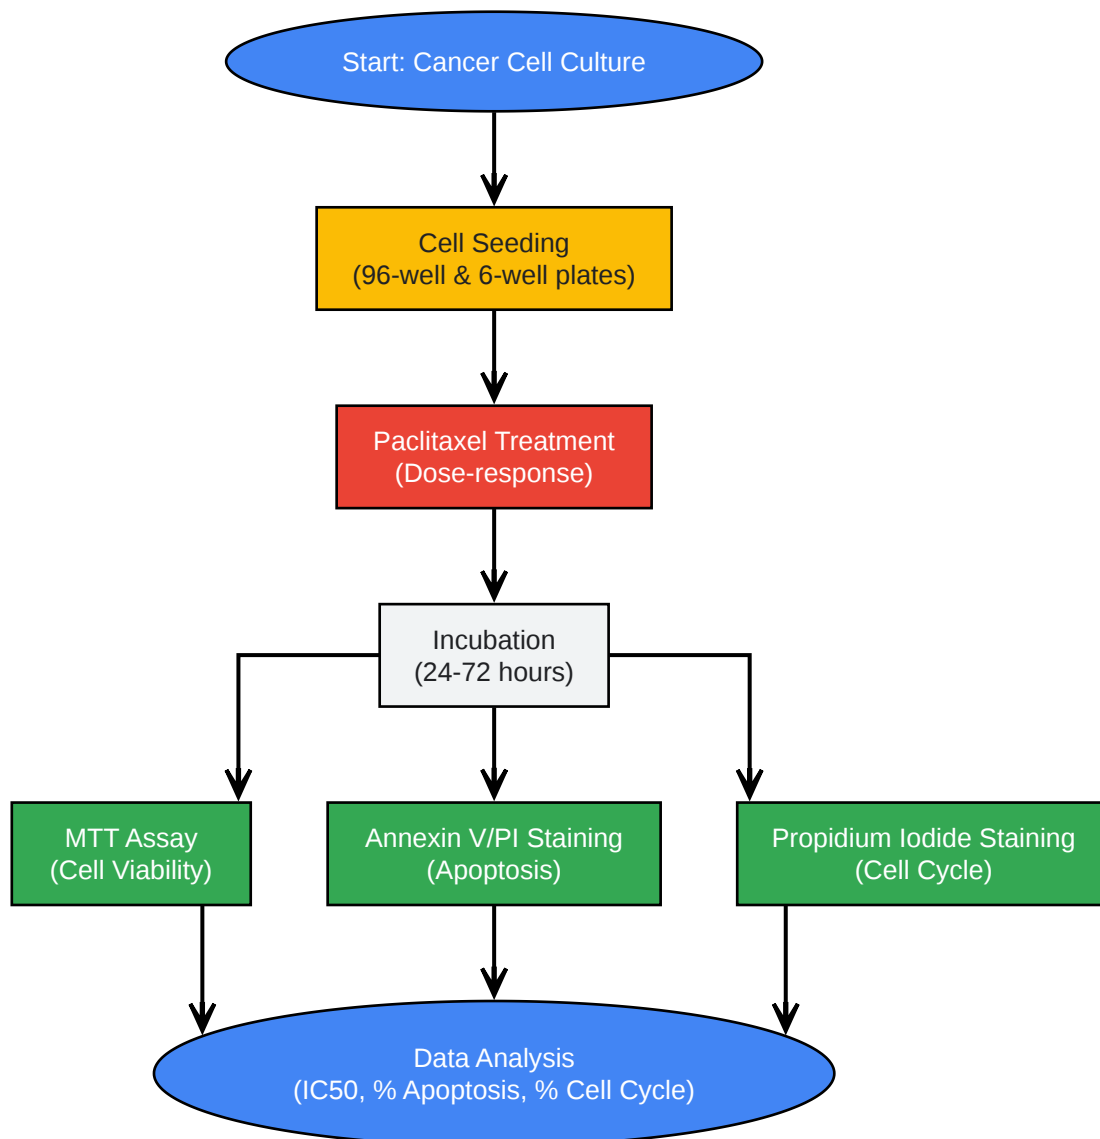 Start: Cancer Cell Culture
Cell Seeding
(96-well & 6-well plates)
Paclitaxel Treatment
(Dose-response)
Incubation
(24-72 hours)
MTT Assay
(Cell Viability)
Annexin V/PI Staining
(Apoptosis)
Propidium Iodide Staining
(Cell Cycle)
Data Analysis
(IC50, % Apoptosis, % Cell Cycle)